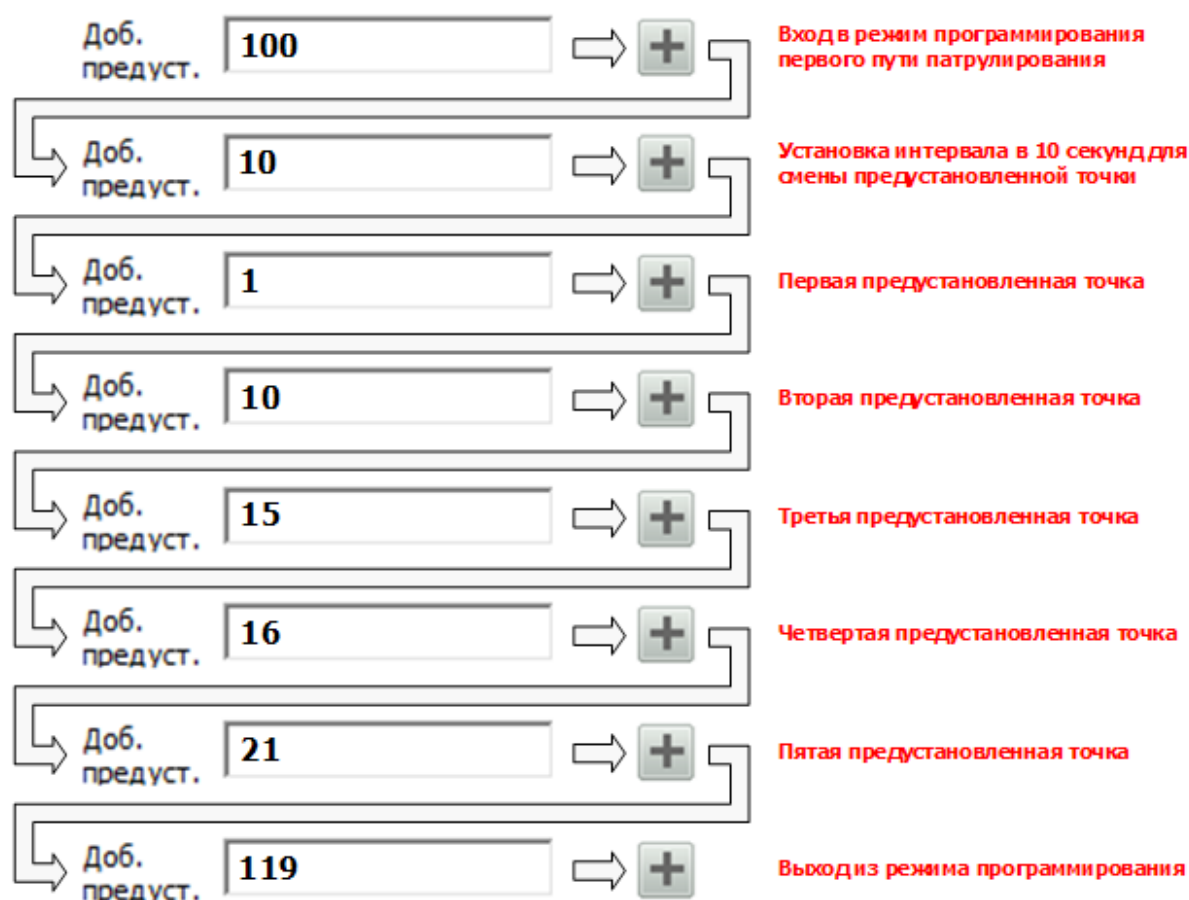 Доб.
предуст.
100
Вход в режим программирования
первого пути патрулирования
Доб.
предуст.
10
Установка интервала в 10 секунд для
смены предустановленной точки
Доб.
предуст.
1
Первая предустановленная точка
Доб.
предуст.
10
Вторая предустановленная точка
Доб.
предуст.
15
Третья предустановленная точка
Доб.
предуст.
16
Четвертая предустановленная точка
Доб.
предуст.
21
Пятая предустановленная точка
Доб.
предуст.
119
Выход из режима программирования